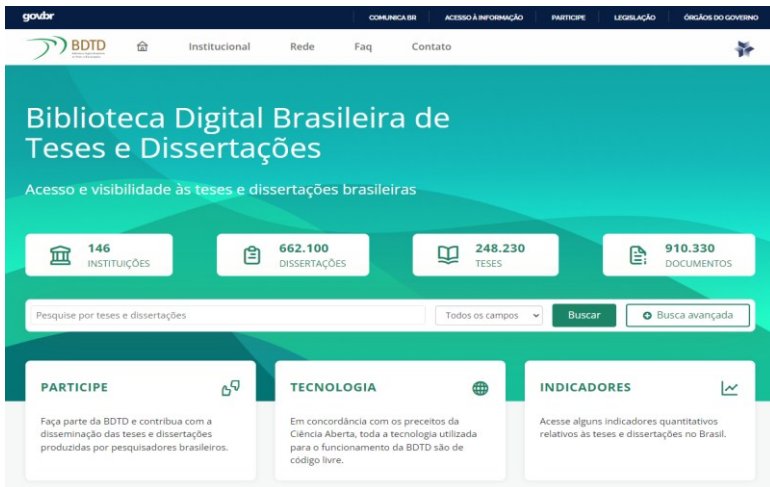 govbr
COMUNICA BR ACESSO À INFORMAÇÃO PARTICIPE LEGISLAÇÃO ÓRGÃOS DO GOVERNO
BDTD Institucional Rede Faq Contato
Biblioteca Digital Brasileira de
Teses e Dissertações
Acesso e visibilidade às teses e dissertações brasileiras
146
INSTITUIÇÕES
662.100
DISSERTAÇÕES
248.230
TESES
910.330
DOCUMENTOS
Pesquise por teses e dissertações Todos os campos Buscar Busca avançada
PARTICIPE
Faça parte da BDTD e contribua com a
disseminação das teses e dissertações
produzidas por pesquisadores brasileiros.
TECNOLOGIA
Em concordância com os preceitos da
Ciência Aberta, toda a tecnologia utilizada
para o funcionamento da BDTD são de
código livre.
INDICADORES
Acesse alguns indicadores quantitativos
relativos às teses e dissertações no Brasil.